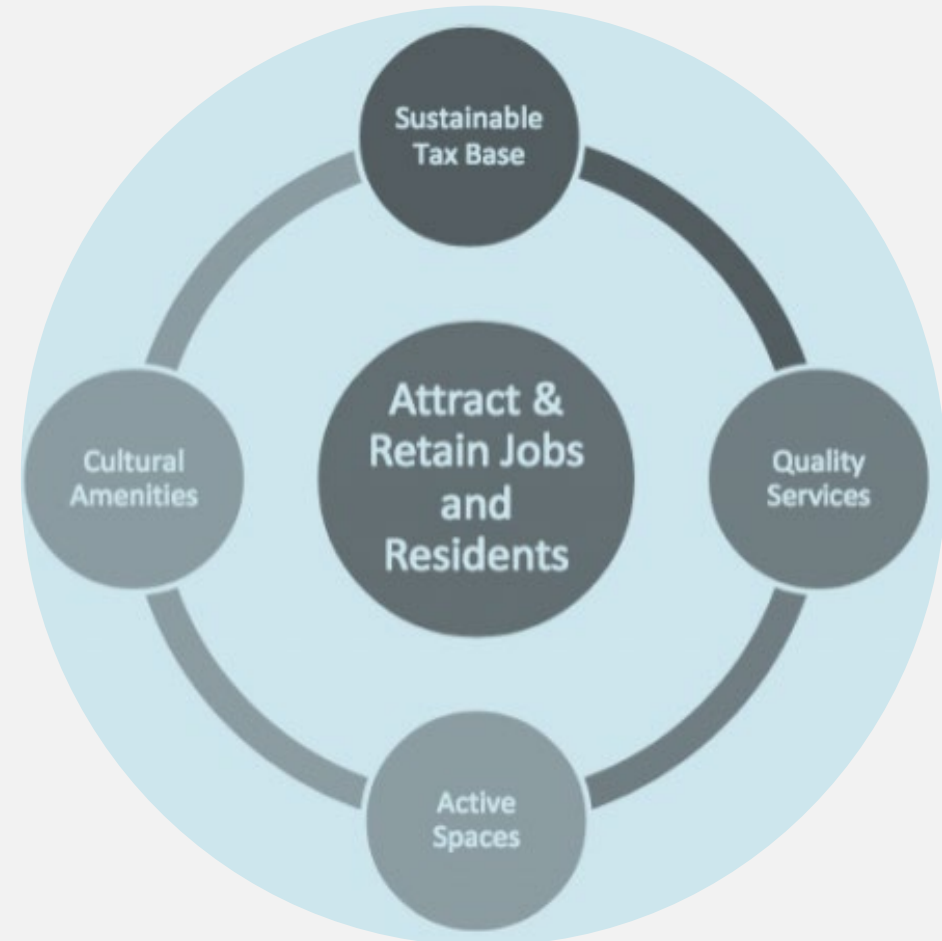 Sustainable
Tax Base
Attract &
Retain Jobs
and
Residents
Cultural
Amenities
Quality
Services
Active
Spaces